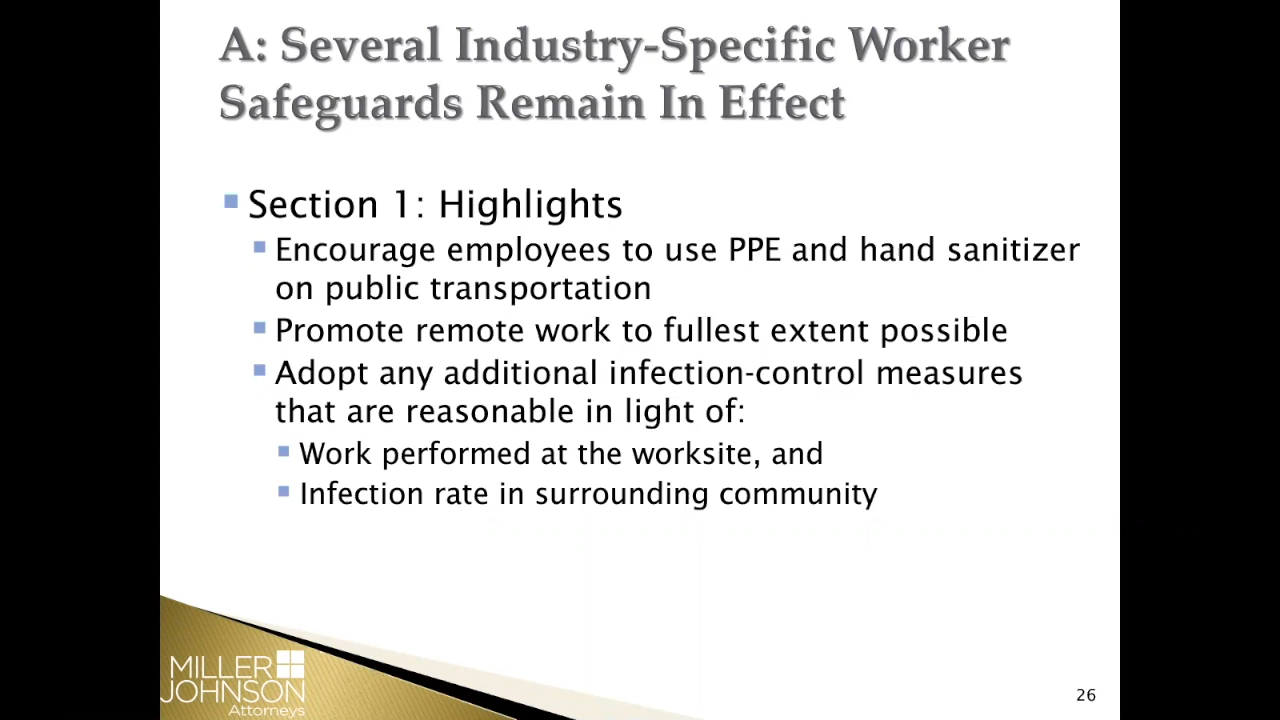 A: Several Industry-Specific Worker
Safeguards Remain In Effect
Section 1: Highlights
Encourage employees to use PPE and hand sanitizer
on public transportation
Promote remote work to fullest extent possible
Adopt any additional infection-control measures
that are reasonable in light of:
Work performed at the worksite, and
Infection rate in surrounding community
MILLER
JOHNSON
Attorneys
26